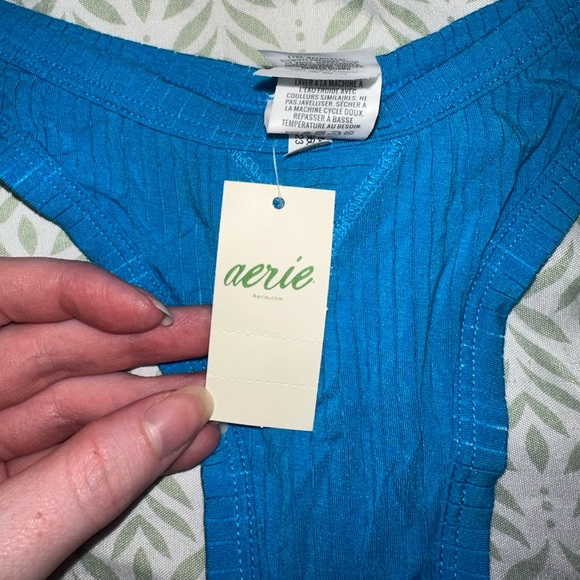 LAVER À LA MACHINE À
L'EAU FROIDE AVEC
COULEURS SIMILAIRES. NE
PAS JAVELLISER. SÉCHER À
LA MACHINE CYCLE DOUX.
REPASSER À BASSE
TEMPÉRATURE AU BESOIN
aerie
Aerie.com